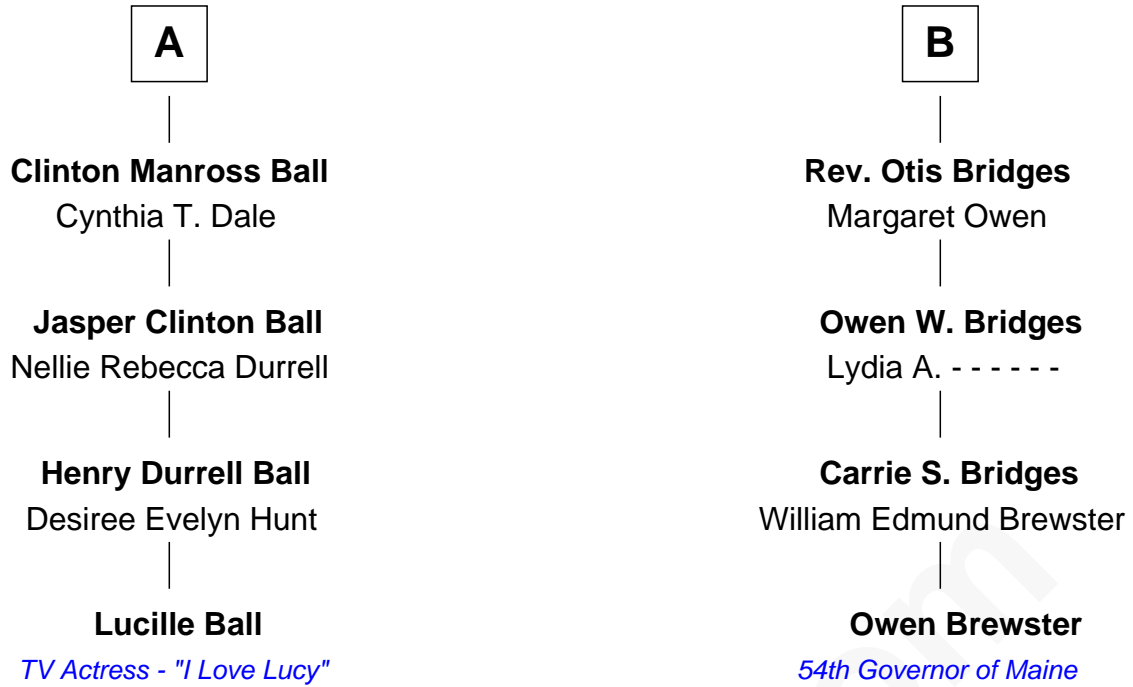 A
B
Clinton Manross Ball
Cynthia T. Dale
Rev. Otis Bridges
Margaret Owen
Jasper Clinton Ball
Nellie Rebecca Durrell
Owen W. Bridges
Lydia A. - - - - - -
Henry Durrell Ball
Desiree Evelyn Hunt
Carrie S. Bridges
William Edmund Brewster
Lucille Ball
TV Actress - "I Love Lucy"
Owen Brewster
54th Governor of Maine